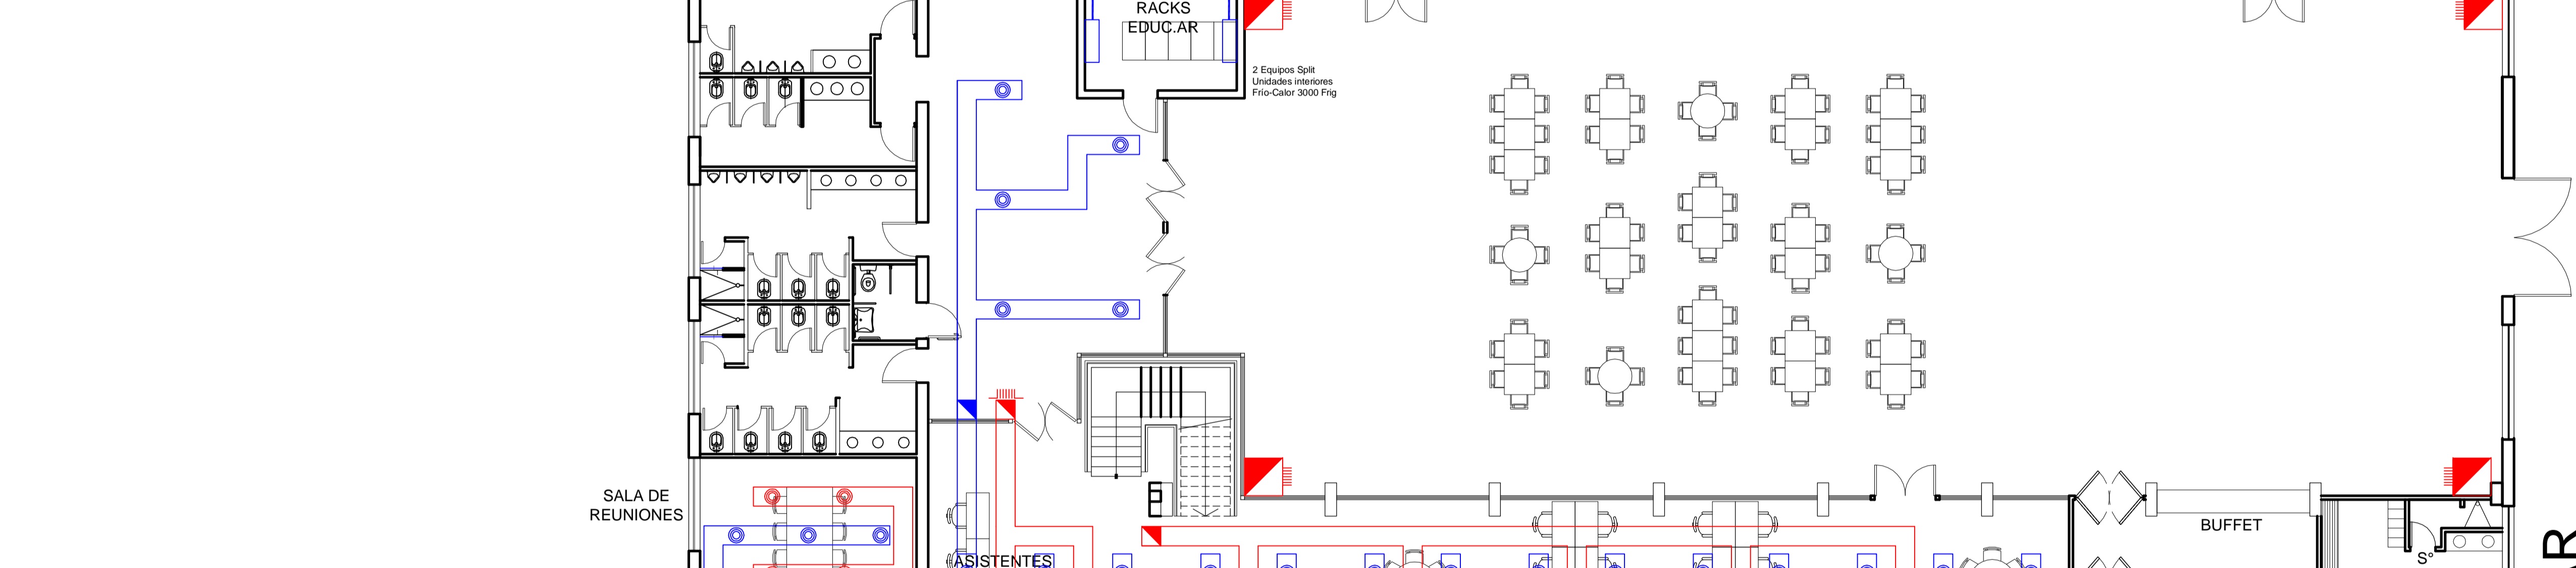 RACKS
EDUC.AR
2 Equipos Split
Unidades interiores
Frío-Calor 3000 Frig
SALA DE
REUNIONES
ASISTENTES
BUFFET
S°
R